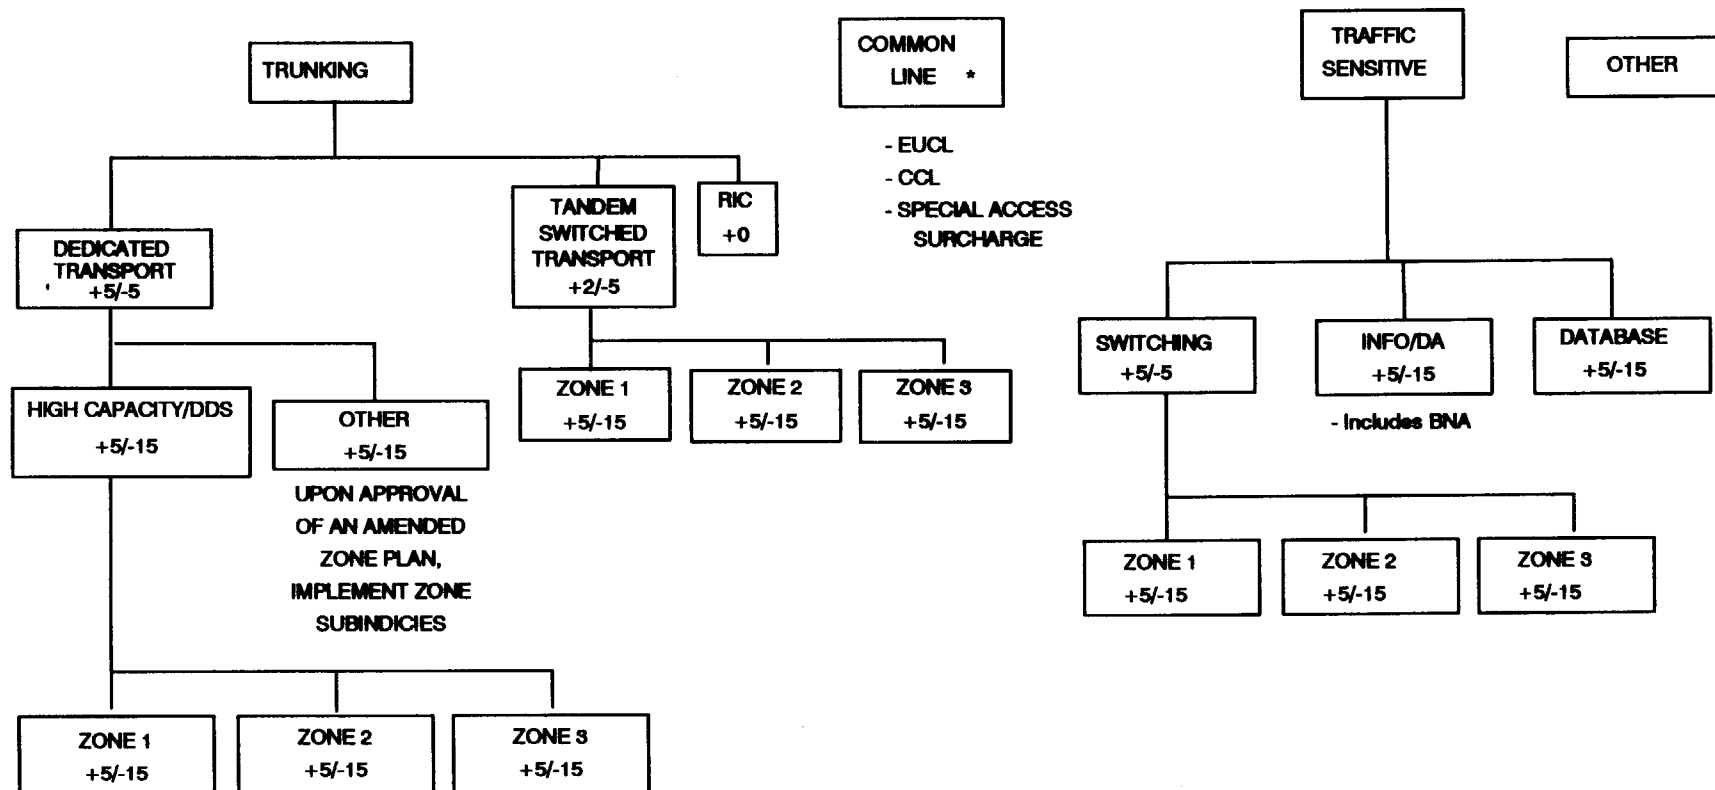 TRUNKING
COMMON
LINE *
- EUCL
- CCL
- SPECIAL ACCESS
SURCHARGE
TRAFFIC
SENSITIVE
OTHER
DEDICATED
TRANSPORT
+5/-5
TANDEM
SWITCHED
TRANSPORT
+2/-5
RIC
+0
HIGH CAPACITY/DDS
+5/-15
OTHER
+5/-15
UPON APPROVAL
OF AN AMENDED
ZONE PLAN,
IMPLEMENT ZONE
SUBINDICIES
ZONE 1
+5/-15
ZONE 2
+5/-15
ZONE 3
+5/-15
ZONE 1
+5/-15
ZONE 2
+5/-15
ZONE 3
+5/-15
SWITCHING
+5/-5
INFO/DA
+5/-15
- Includes BNA
DATABASE
+5/-15
ZONE 1
+5/-15
ZONE 2
+5/-15
ZONE 3
+5/-15